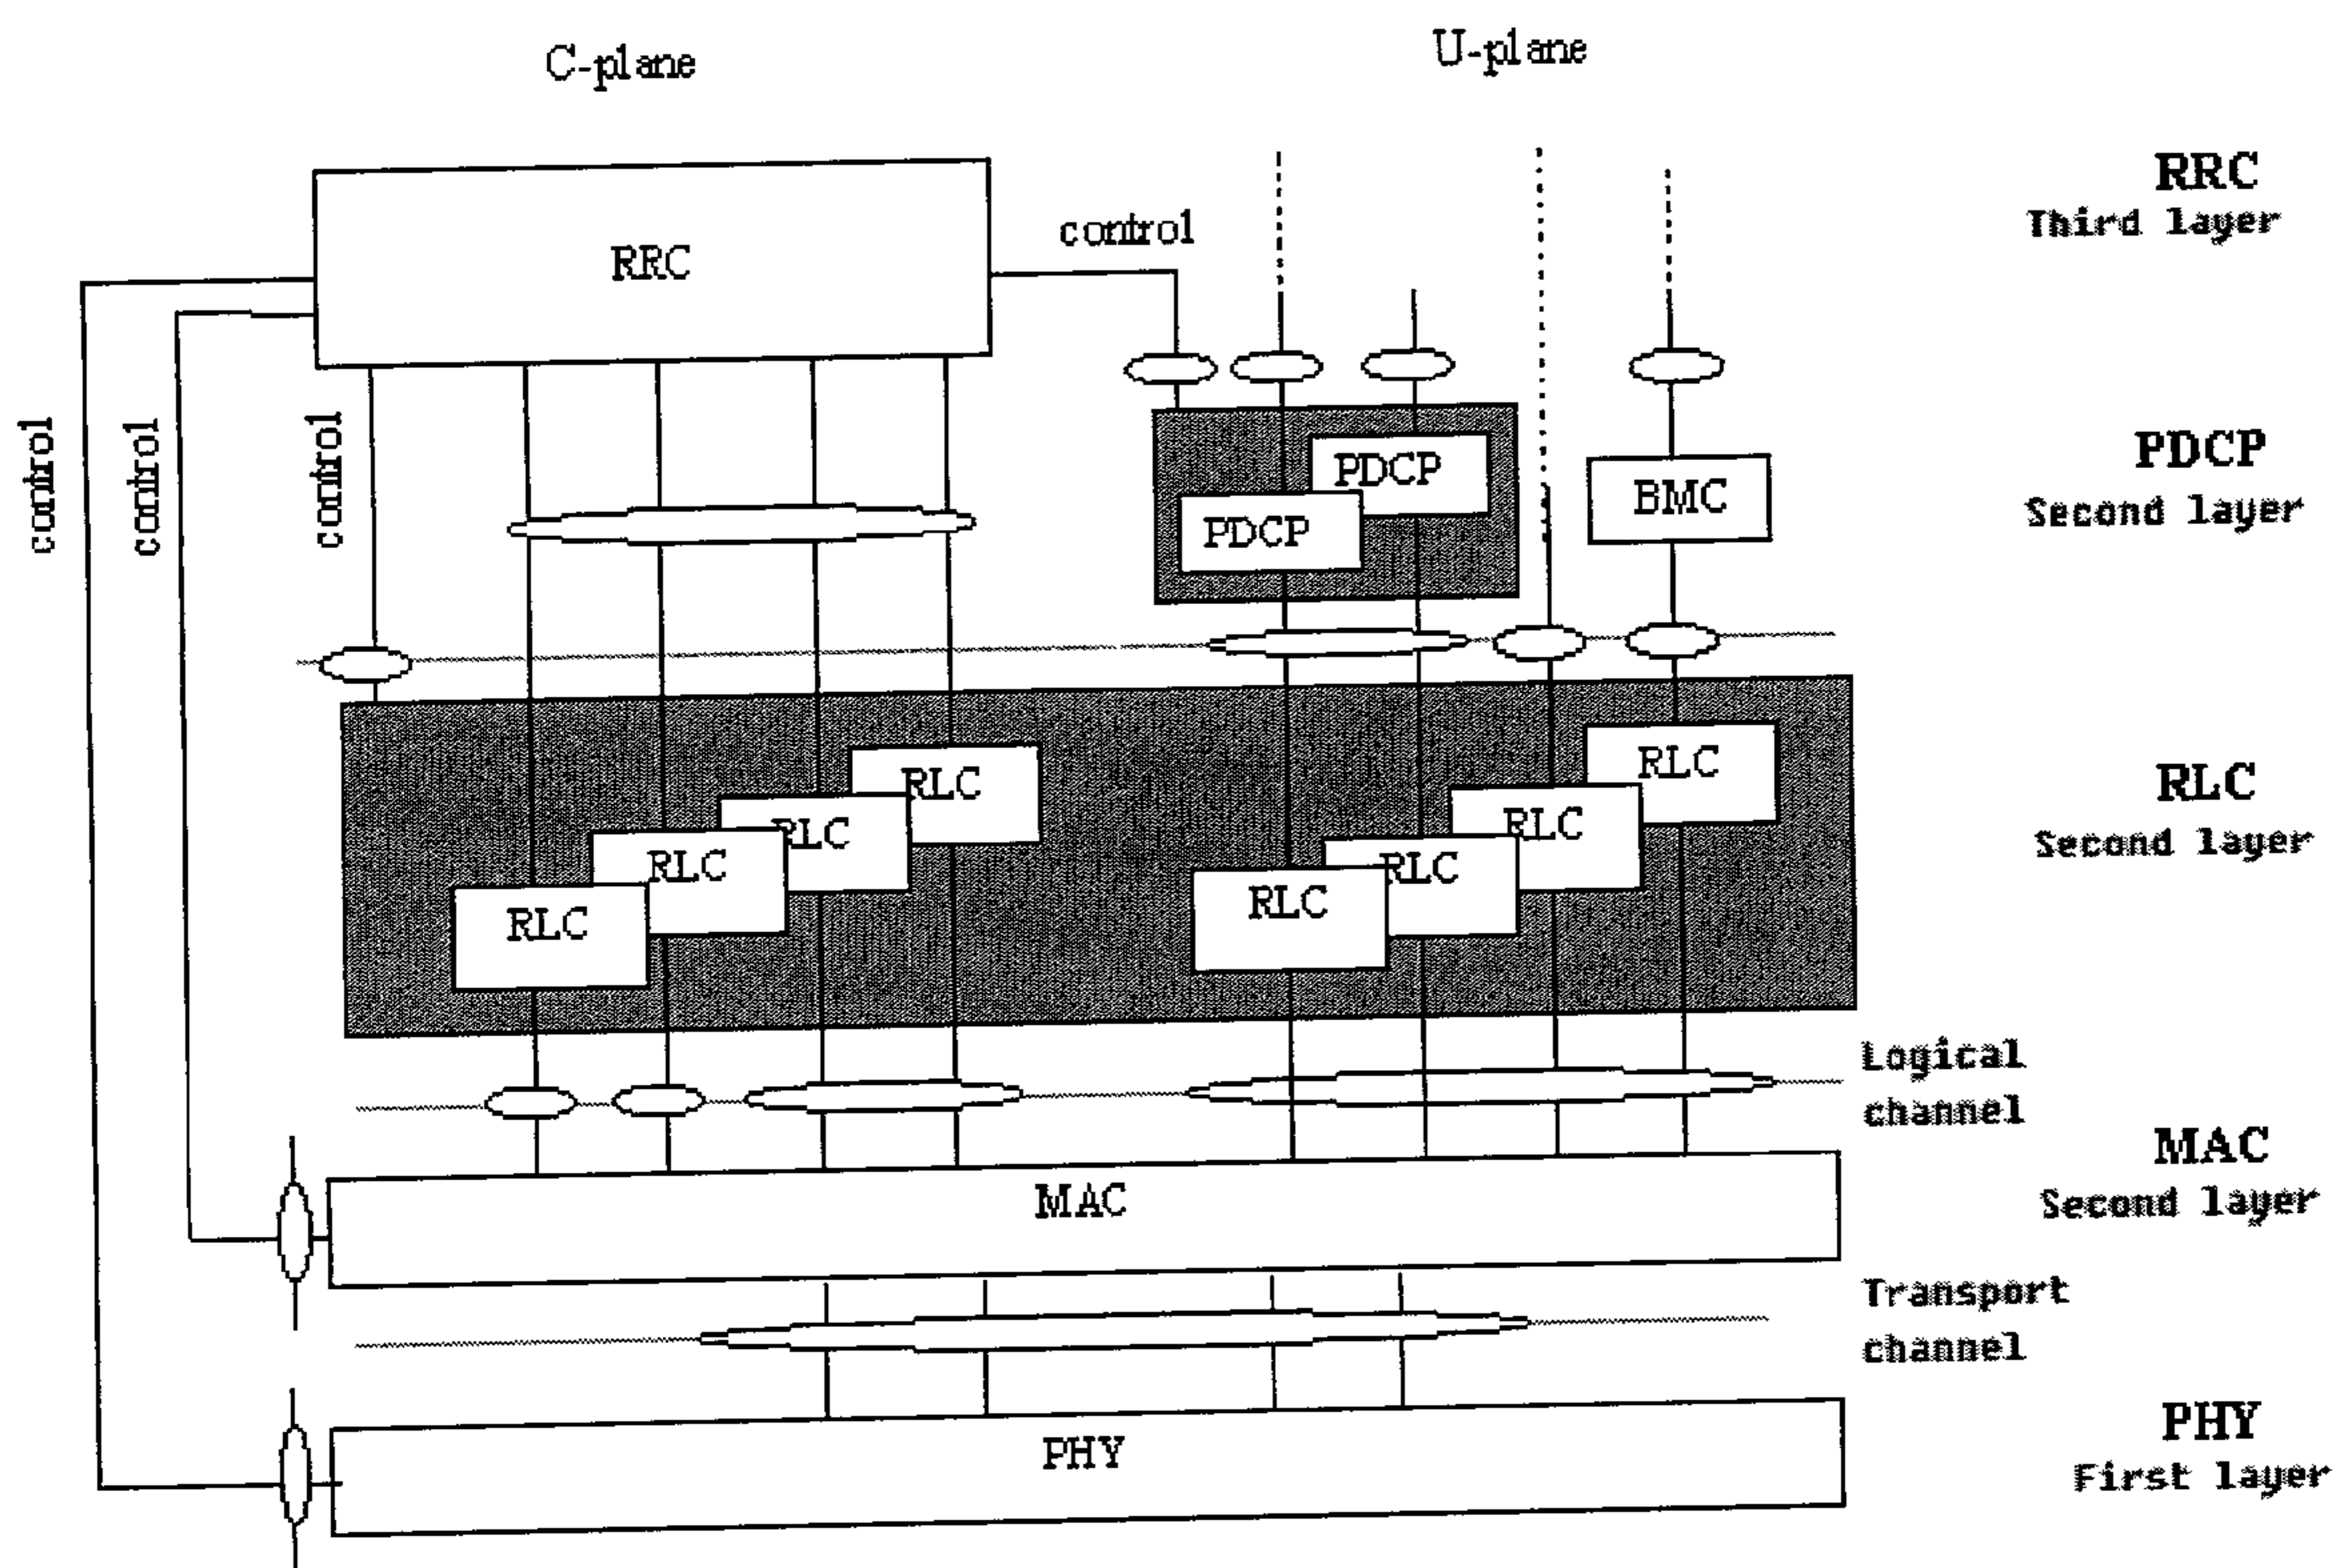 C-plane
U-plane
RRC
Third layer
RRC
control
control
control
control
PDCP
PDCP
BMC
PDCP
Second layer
RLC
RLC
RLC
RLC
RLC
RLC
RLC
RLC
RLC
Second layer
Logical
channel
MAC
MAC
Second layer
Transport
channel
PHY
PHY
First layer